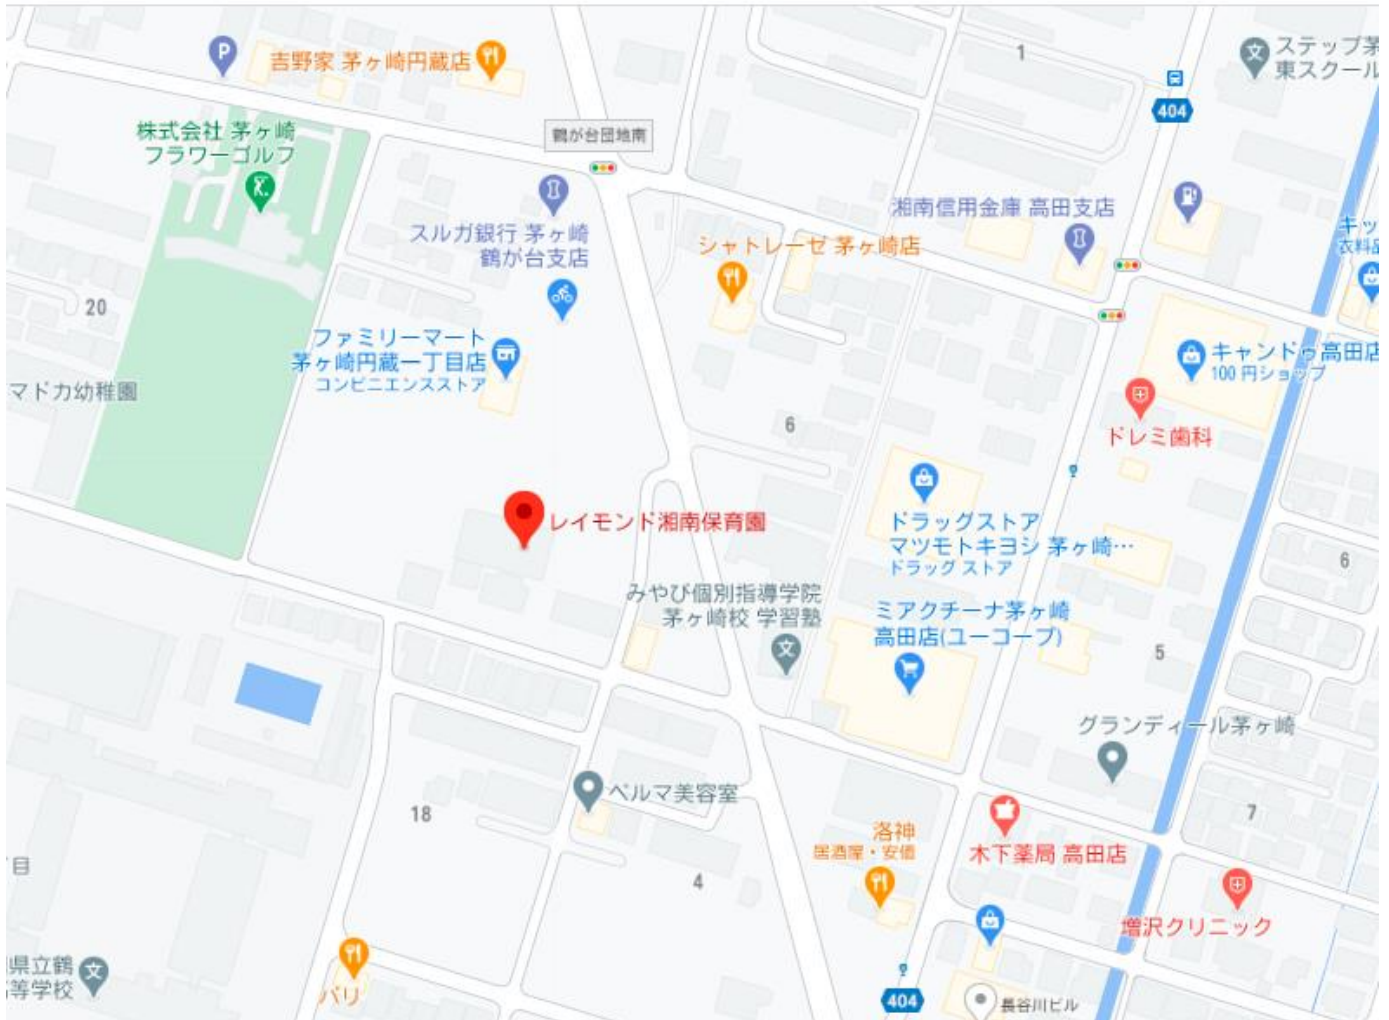 P
吉野家 茅ヶ崎円蔵店
1
ステップ茅
東スクール
404
株式会社 茅ヶ崎
フラワーゴルフ
鶴が台団地南
スルガ銀行 茅ヶ崎
鶴が台支店
湘南信用金庫 高田支店
シャトレーゼ 茅ヶ崎店
キッ
衣料品
20
ファミリーマート
茅ヶ崎円蔵一丁目店
コンビニエンスストア
キャンドゥ高田店
100 円ショップ
マドカ幼稚園
6
ドレミ歯科
レイモンド湘南保育園
ドラッグストア
マツモトキヨシ 茅ヶ崎…
ドラッグ ストア
6
みやび個別指導学院
茅ヶ崎校 学習塾
文
ミアクチーナ茅ヶ崎
高田店(ユーコープ)
5
グランディール茅ヶ崎
ベルマ美容室
18
7
洛神
居酒屋・安価
木下薬局 高田店
目
4
増沢クリニック
県立鶴
等学校
文
バリ
404
長谷川ビル